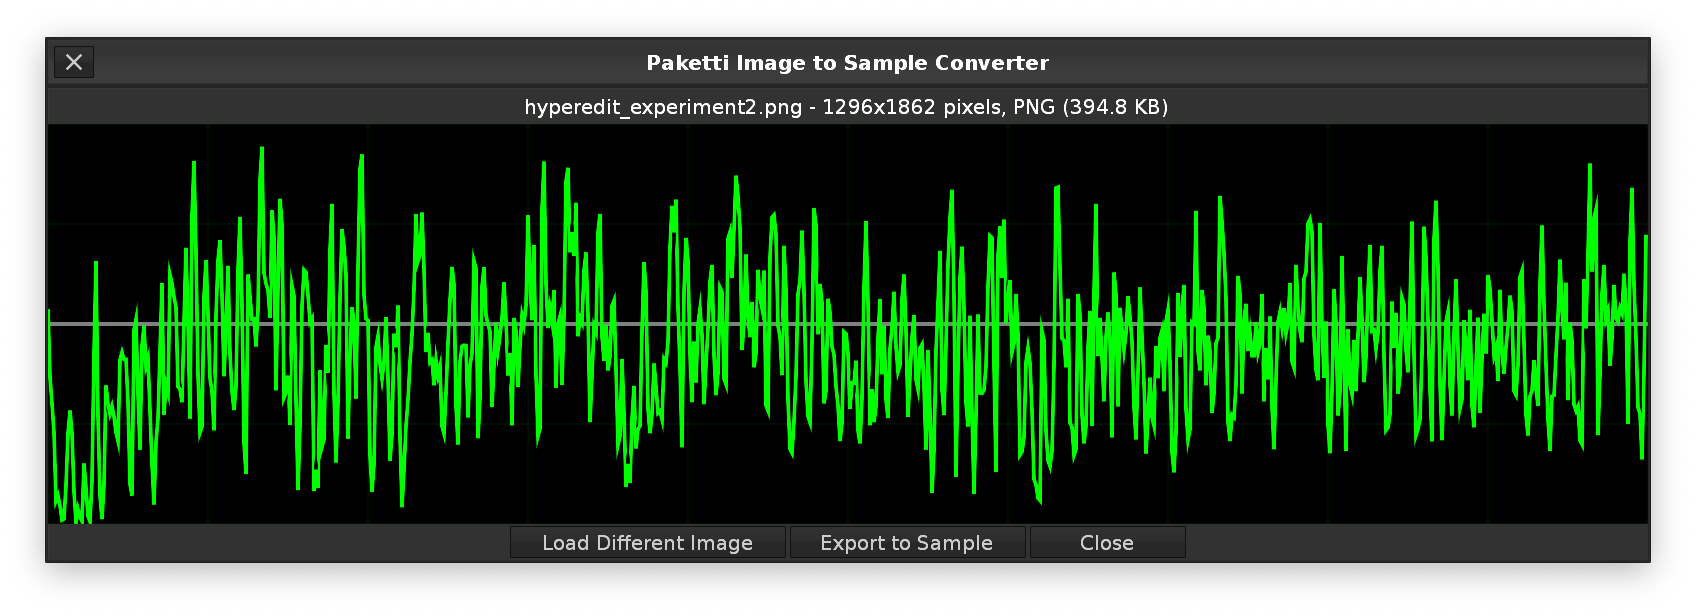 Paketti Image to Sample Converter
hyperedit_experiment2.png - 1296x1862 pixels, PNG (394.8 KB)
Load Different Image
Export to Sample
Close